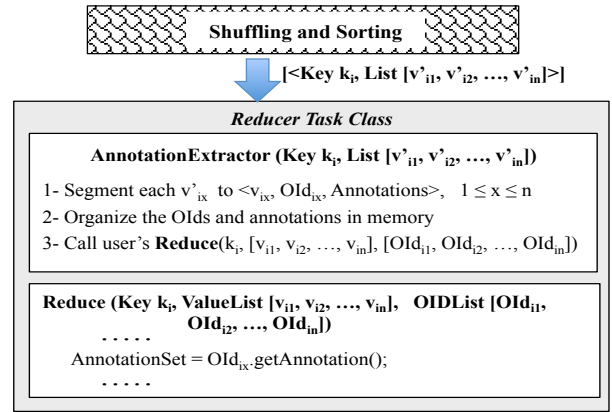 Shuffling and Sorting
[<Key kᵢ, List [v'ᵢ₁, v'ᵢ₂, …, v'ᵢₙ]>]
Reducer Task Class
AnnotationExtractor (Key kᵢ, List [v'ᵢ₁, v'ᵢ₂, …, v'ᵢₙ])
1- Segment each v'ᵢₓ to <vᵢₓ, OIdᵢₓ, Annotations>, 1 ≤ x ≤ n
2- Organize the OIds and annotations in memory
3- Call user's Reduce(kᵢ, [vᵢ₁, vᵢ₂, …, vᵢₙ], [OIdᵢ₁, OIdᵢ₂, …, OIdᵢₙ])
Reduce (Key kᵢ, ValueList [vᵢ₁, vᵢ₂, …, vᵢₙ], OIDList [OIdᵢ₁,
OIdᵢ₂, …, OIdᵢₙ])
. . . . .
AnnotationSet = OIdᵢₓ.getAnnotation();
. . . . .